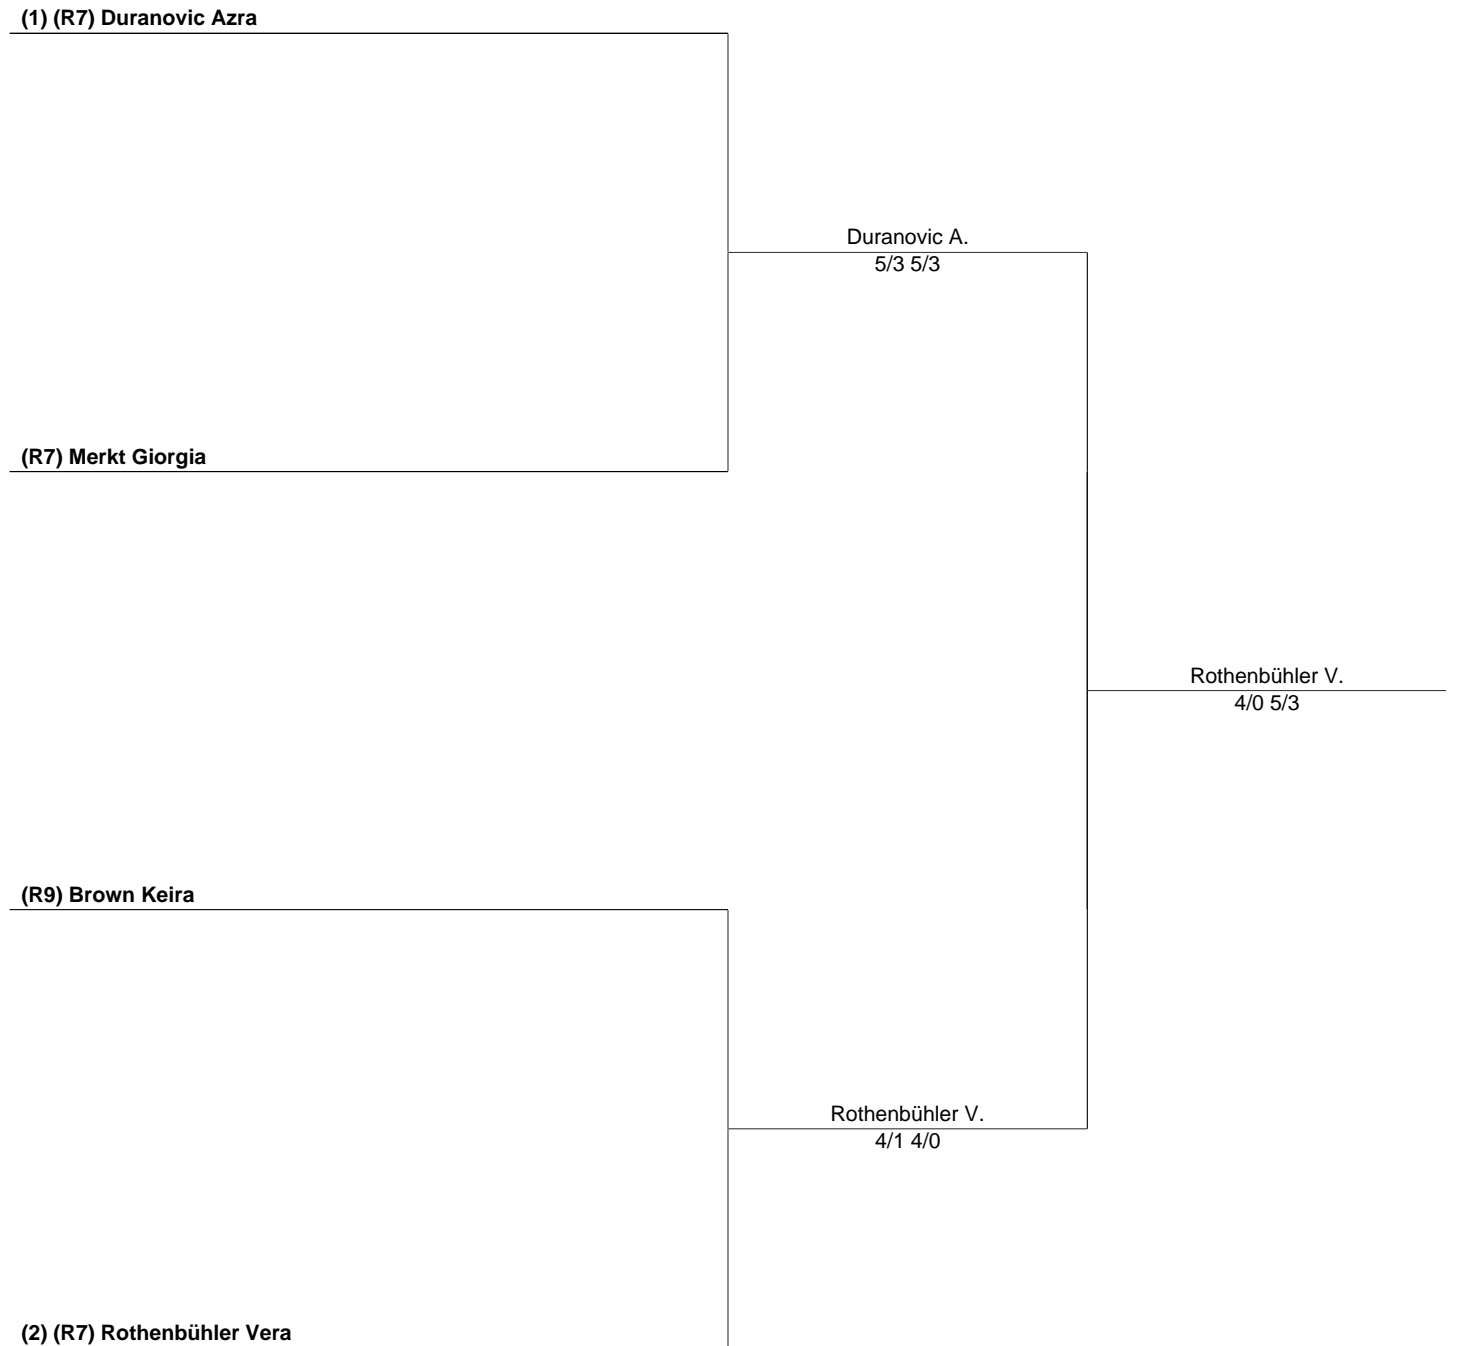 (1) (R7) Duranovic Azra
Duranovic A.
5/3 5/3
(R7) Merkt Giorgia
Rothenbühler V.
4/0 5/3
(R9) Brown Keira
Rothenbühler V.
4/1 4/0
(2) (R7) Rothenbühler Vera